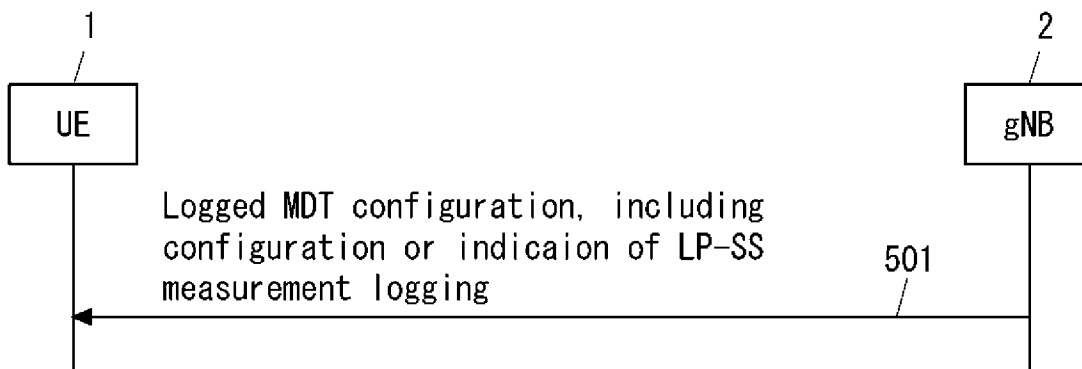 1
2
UE
gNB
Logged MDT configuration, including
configuration or indicaion of LP-SS
measurement logging
501